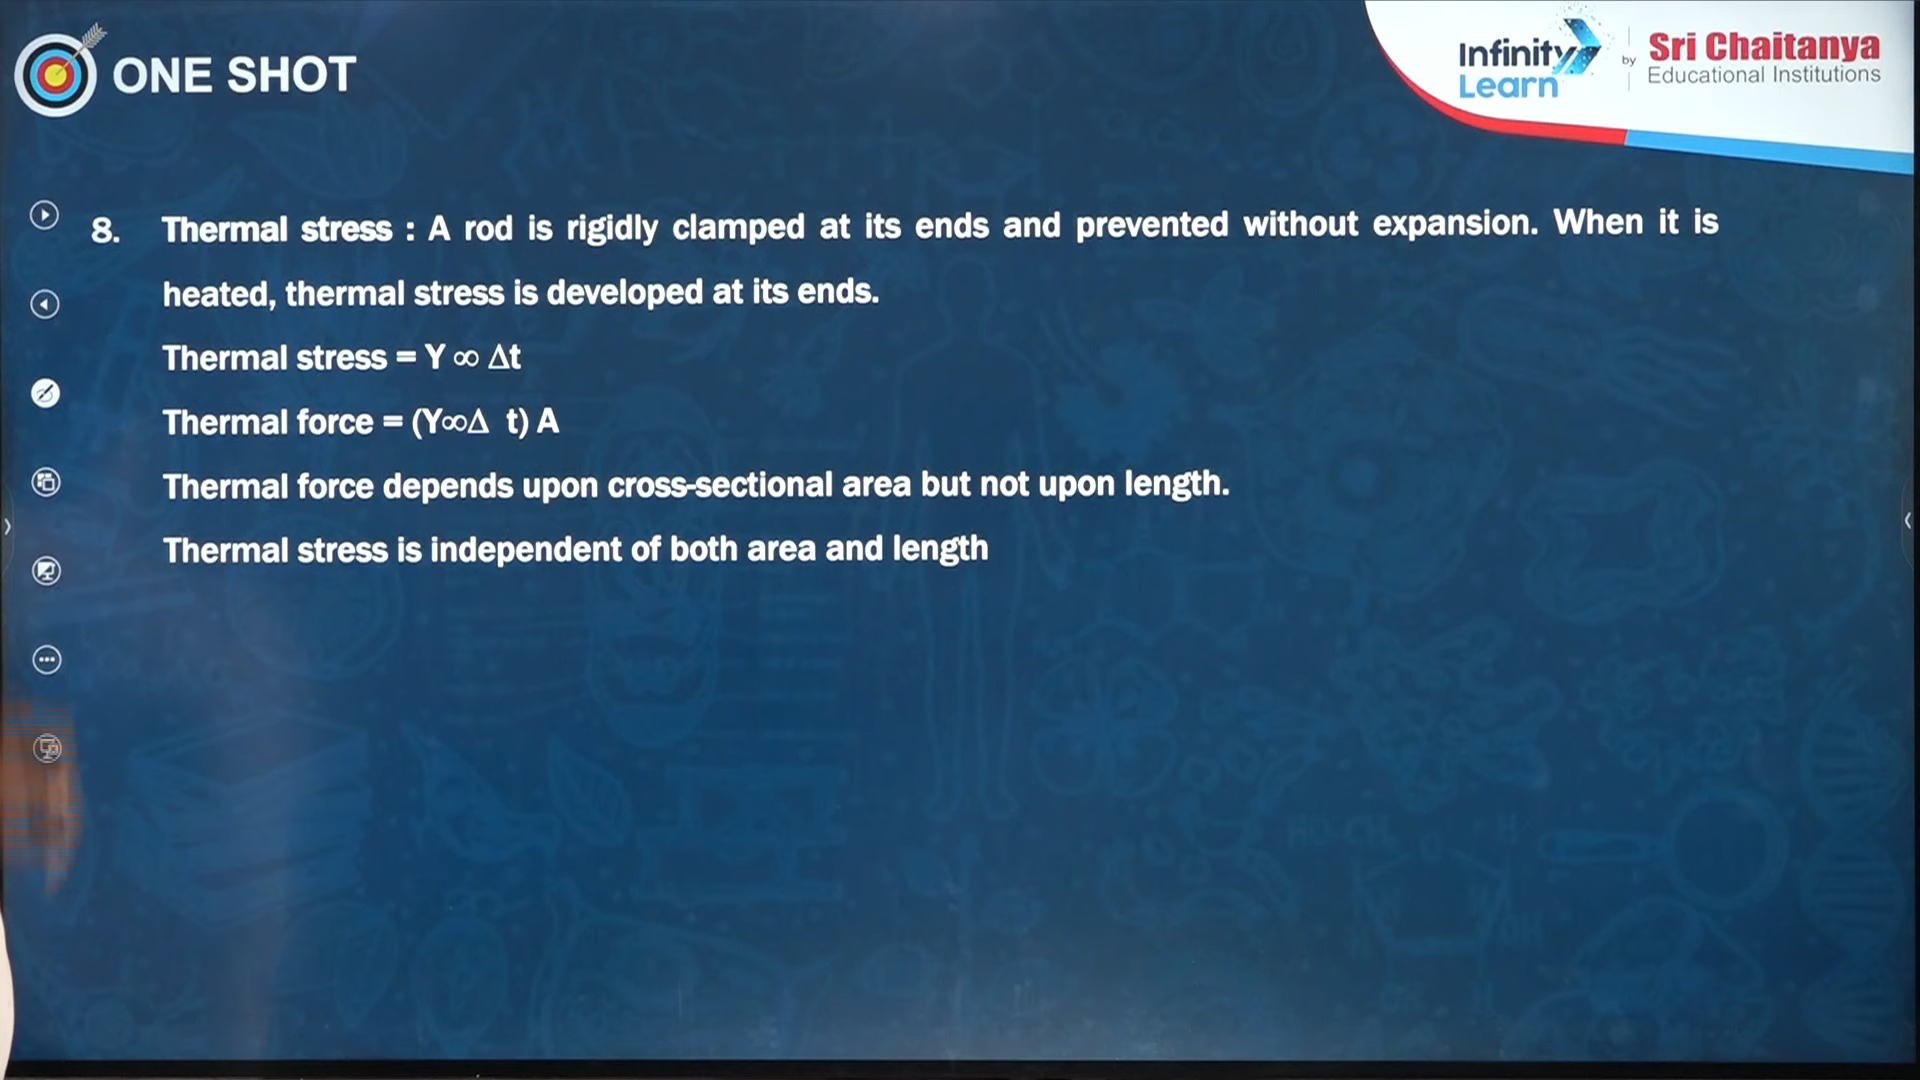 ONE SHOT
Infinity Learn by Sri Chaitanya Educational Institutions
8. Thermal stress : A rod is rigidly clamped at its ends and prevented without expansion. When it is
heated, thermal stress is developed at its ends.
Thermal stress = Y ∞ Δt
Thermal force = (Y∞Δ t) A
Thermal force depends upon cross-sectional area but not upon length.
Thermal stress is independent of both area and length